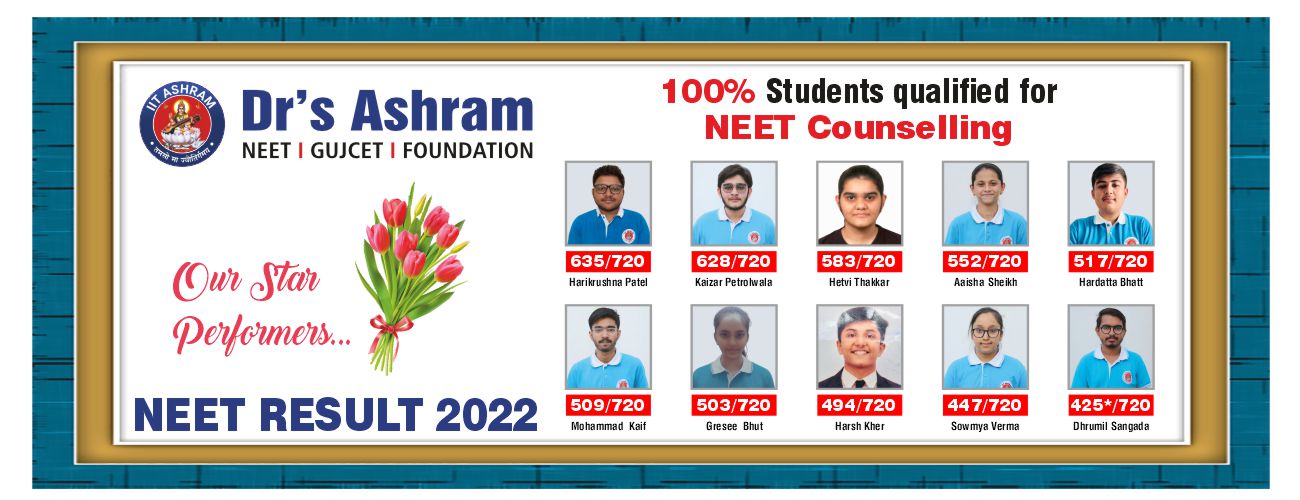 IIT ASHRAM
तमसो मा ज्योतिर्गमय
Dr's Ashram
NEET I GUJCET I FOUNDATION
Our Star
Performers...
NEET RESULT 2022
100% Students qualified for
NEET Counselling
635/720 628/720 583/720 552/720 517/720
Harikrushna Patel Kaizar Petrolwala Hetvi Thakkar Aaisha Sheikh Hardatta Bhatt
509/720 503/720 494/720 447/720 425*/720
Mohammad Kaif Gresee Bhut Harsh Kher Sowmya Verma Dhrumil Sangada